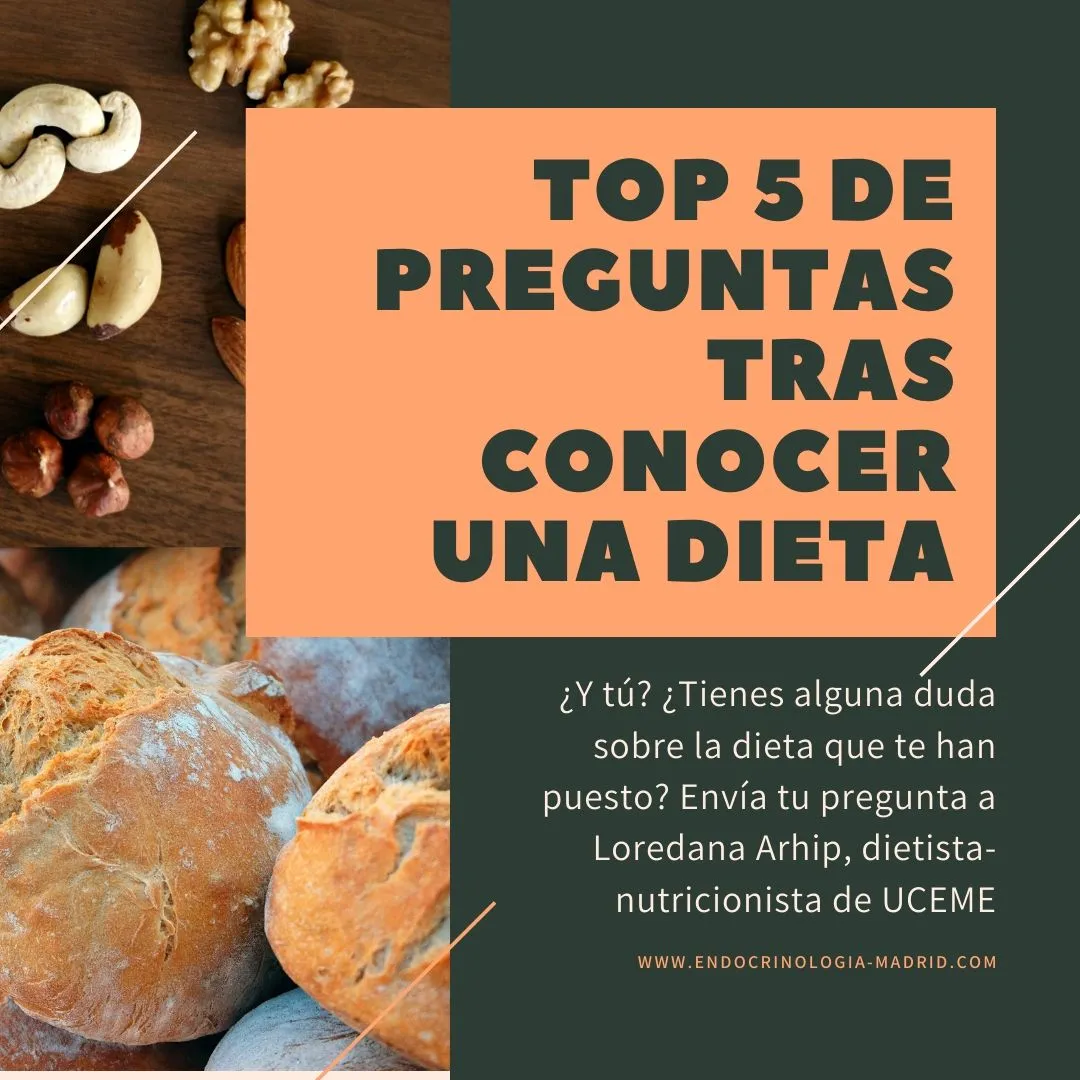 TOP 5 DE
PREGUNTAS
TRAS
CONOCER
UNA DIETA
¿Y tú? ¿Tienes alguna duda
sobre la dieta que te han
puesto? Envía tu pregunta a
Loredana Arhip, dietista-
nutricionista de UCEME
WWW.ENDOCRINOLOGIA-MADRID.COM